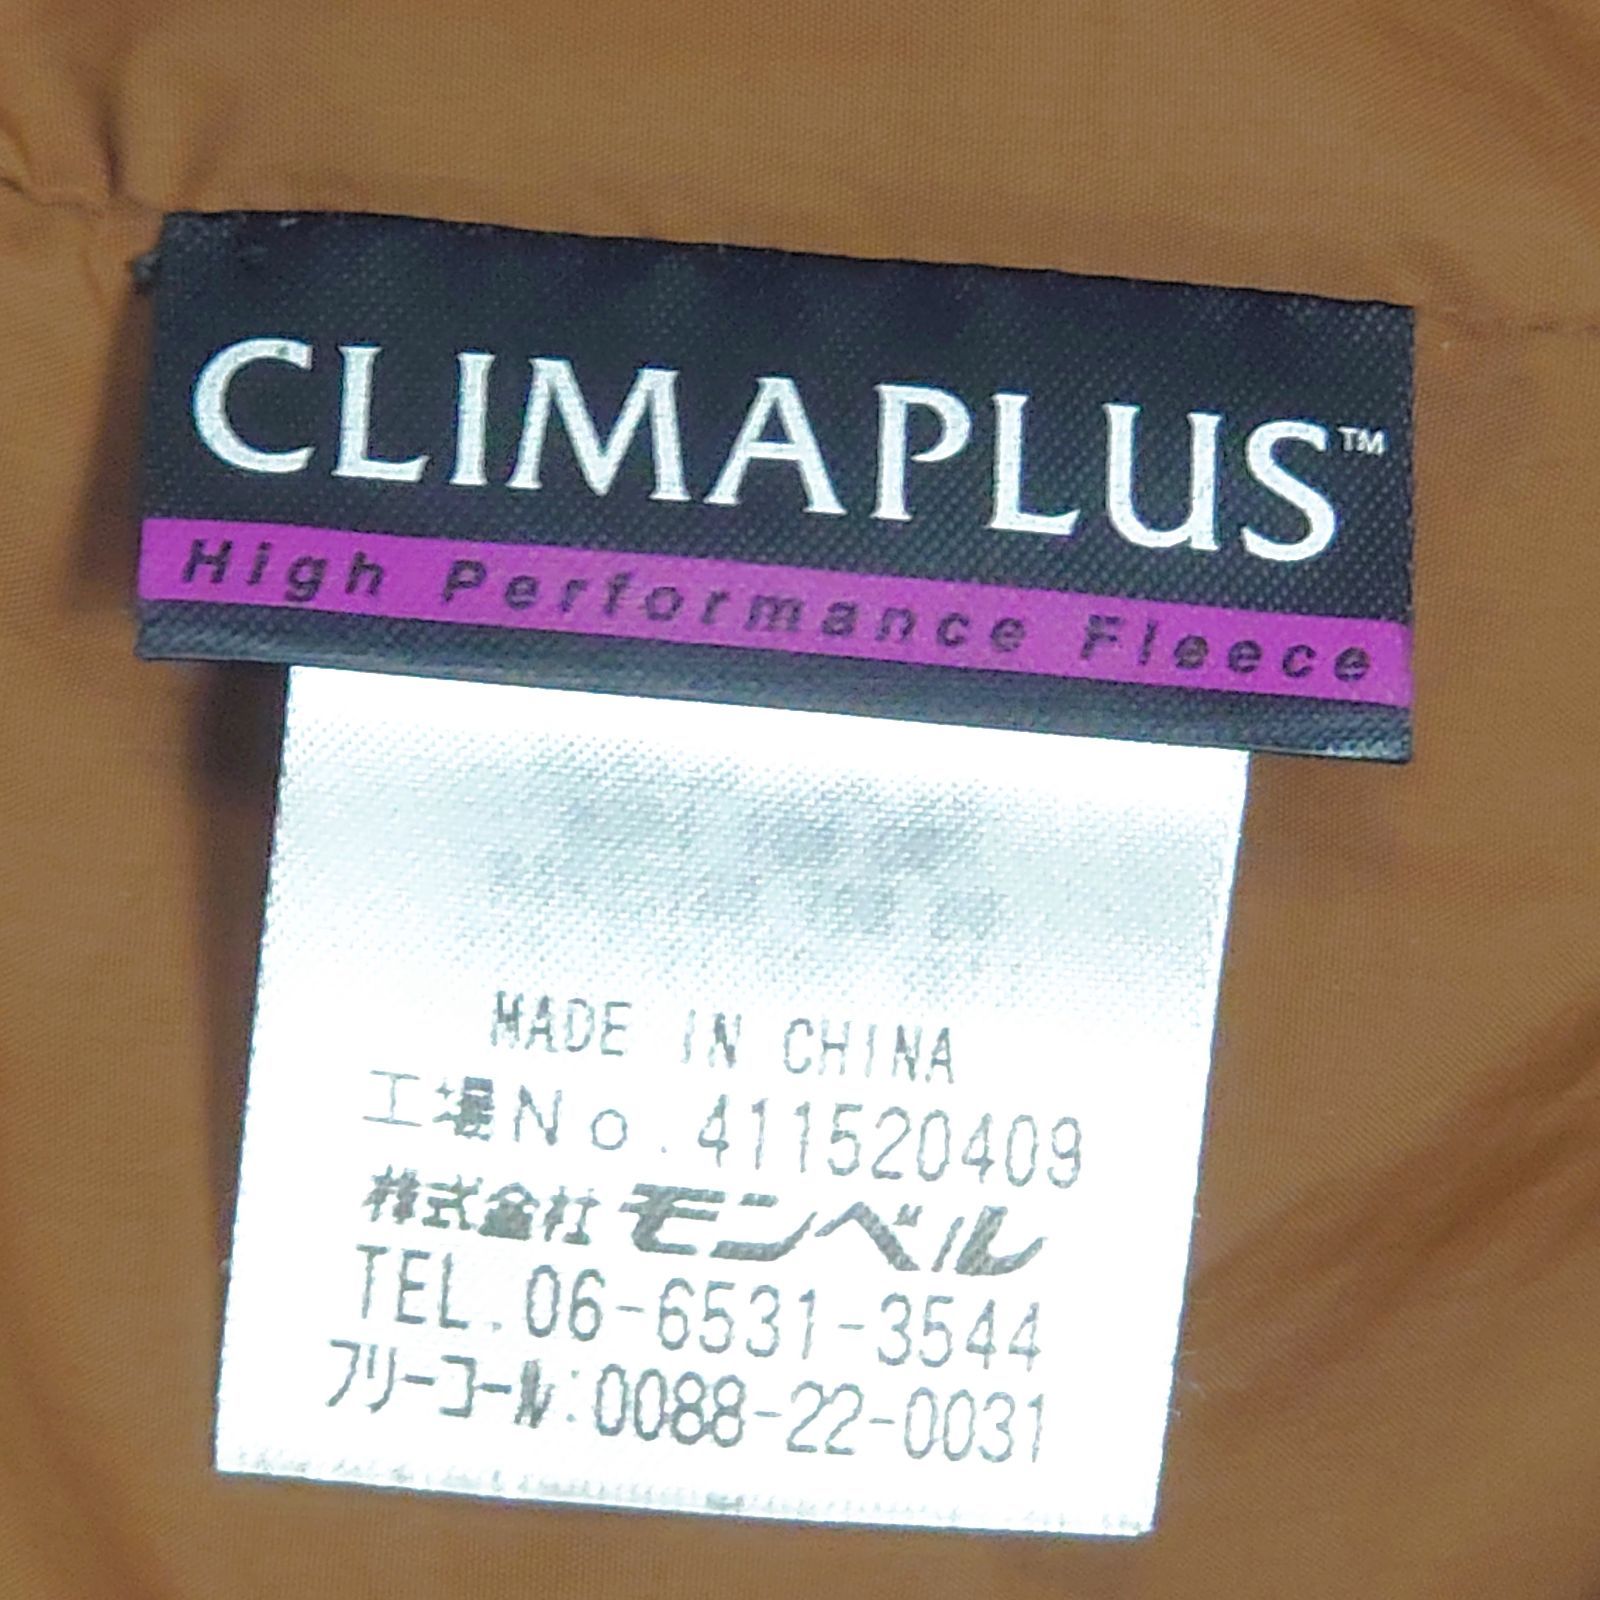 CLIMAPLUS™
High Performance Fleece
MADE IN CHINA
工場No.411520409
株式会社モンベル
TEL.06-6531-3544
フリーコール:0088-22-0031